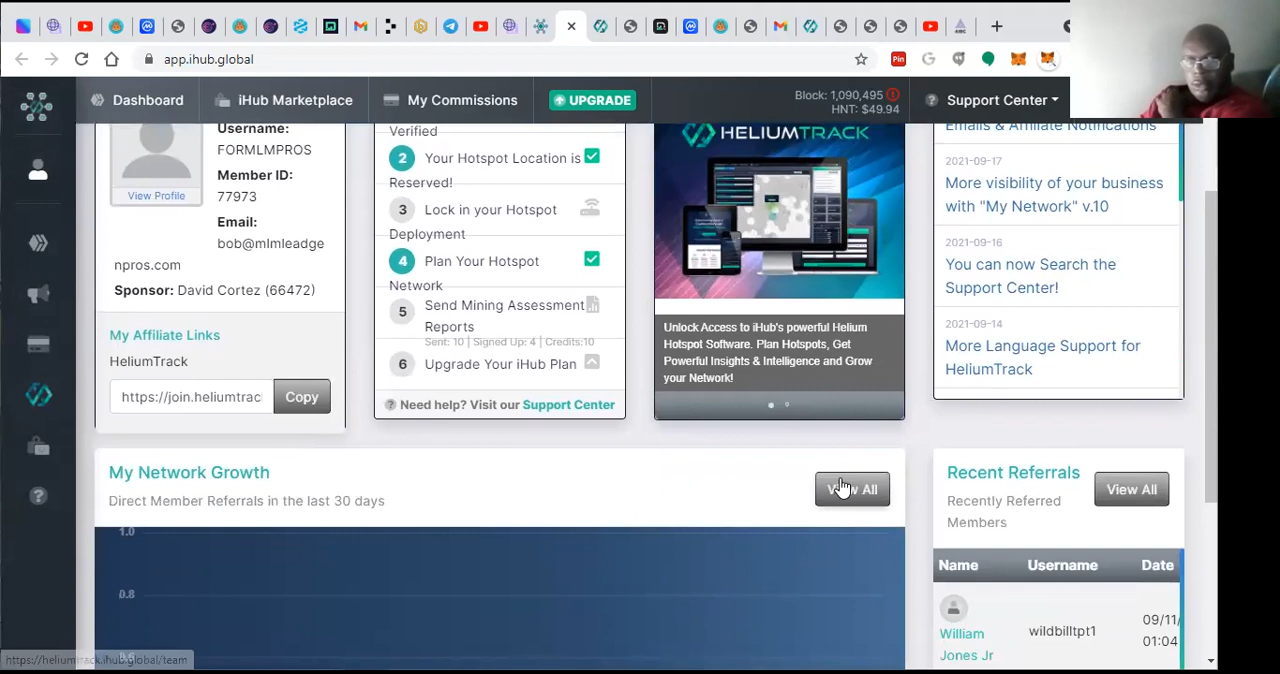 app.ihub.global
Pin
Dashboard
iHub Marketplace
My Commissions
UPGRADE
Block: 1,090,495
HNT: $49.94
Support Center
Username:
FORMLMPROS
Member ID:
77973
Email:
bob@mlmleadge
npros.com
Sponsor: David Cortez (66472)
View Profile
My Affiliate Links
HeliumTrack
https://join.heliumtrac
Copy
Verified
2 Your Hotspot Location is
Reserved!
3 Lock in your Hotspot
Deployment
4 Plan Your Hotspot
Network
5 Send Mining Assessment
Reports
Sent: 10 | Signed Up: 4 | Credits:10
6 Upgrade Your iHub Plan
Need help? Visit our Support Center
HELIUMTRACK
Unlock Access to iHub's powerful Helium
Hotspot Software. Plan Hotspots, Get
Powerful Insights & Intelligence and Grow
your Network!
Emails & Affiliate Notifications
2021-09-17
More visibility of your business
with "My Network" v.10
2021-09-16
You can now Search the
Support Center!
2021-09-14
More Language Support for
HeliumTrack
My Network Growth
Direct Member Referrals in the last 30 days
View All
1.0
0.8
Recent Referrals
Recently Referred
Members
View All
Name Username Date
William
Jones Jr
wildbilltpt1
09/11/
01:04
https://heliumtrack.ihub.global/team